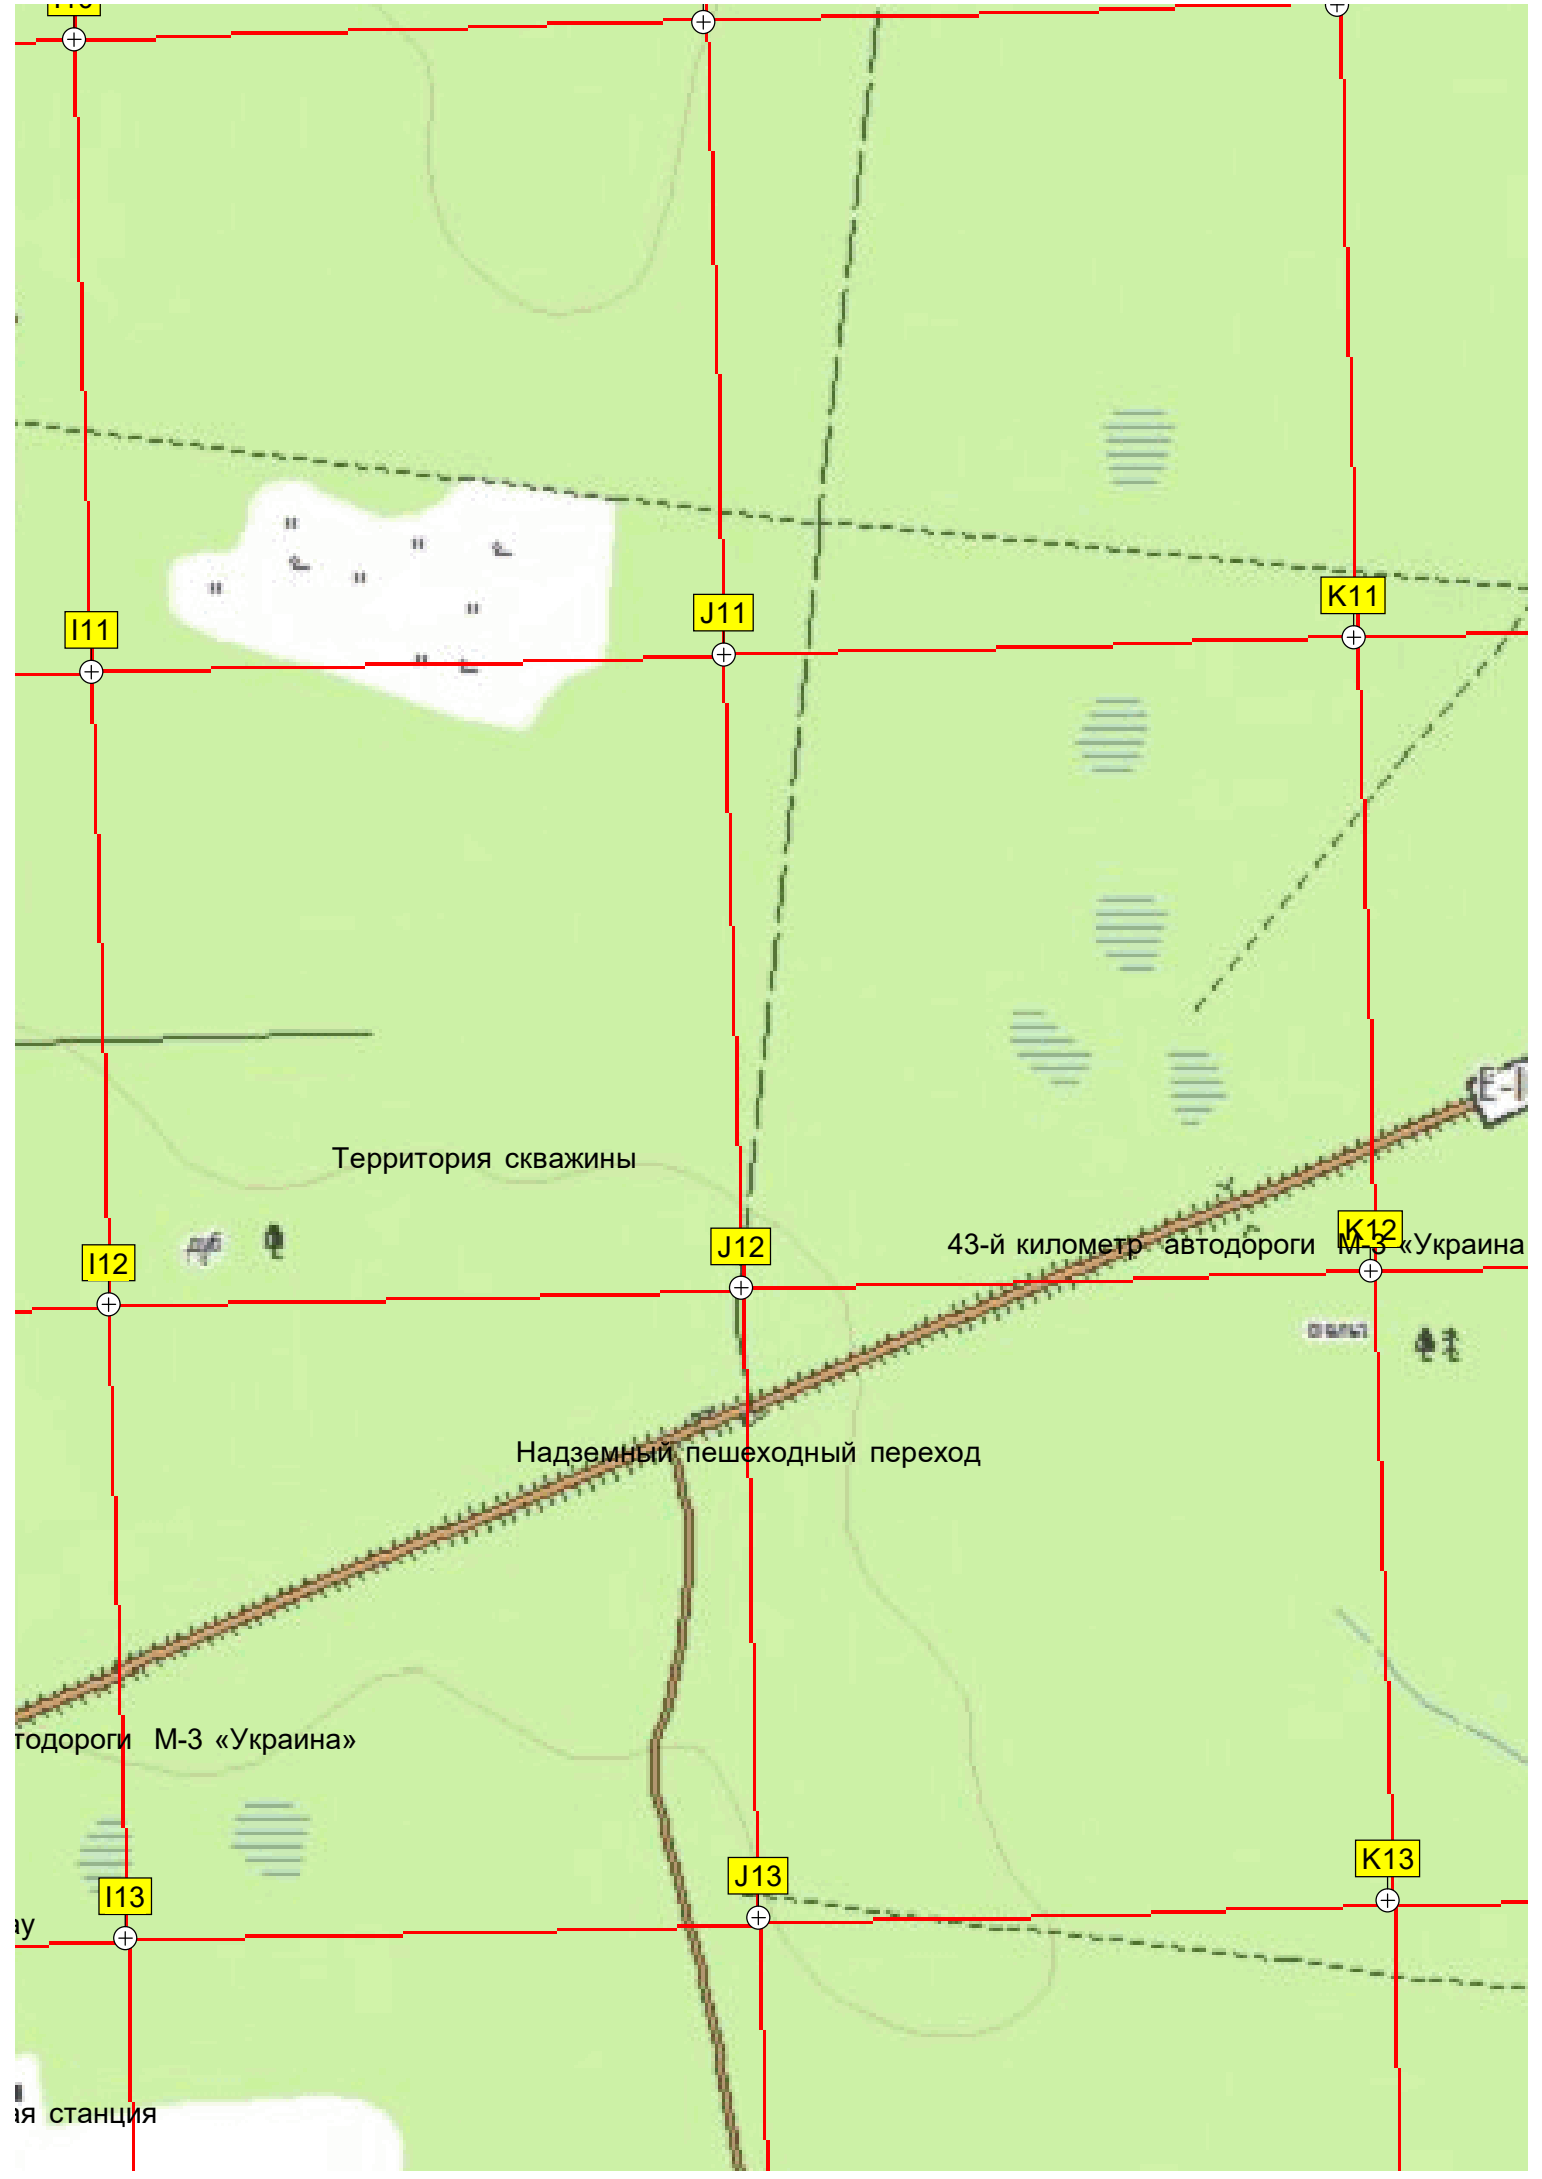 I11
J11
K11
E-
Территория скважины
дуб
I12
J12
K12
43-й километр автодороги М-3 «Украина
Надземный пешеходный переход
тодороги М-3 «Украина»
I13
J13
K13
ау
ая станция